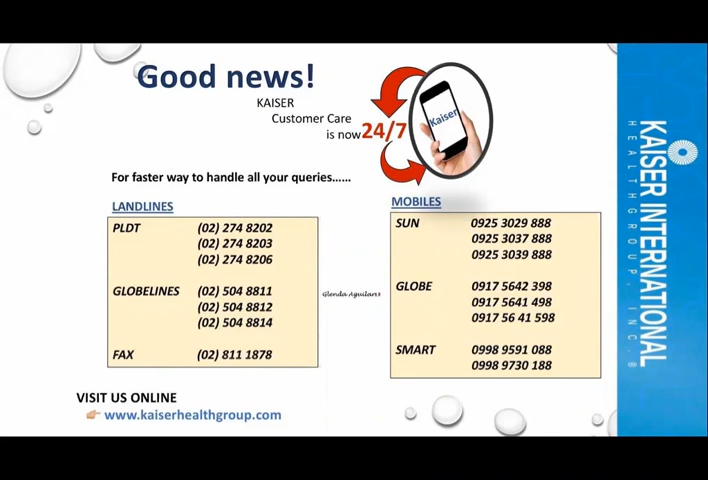 Good news!
KAISER
Customer Care
is now 24/7
Kaiser
For faster way to handle all your queries......
LANDLINES
PLDT (02) 274 8202
(02) 274 8203
(02) 274 8206
GLOBELINES (02) 504 8811
(02) 504 8812
(02) 504 8814
FAX (02) 811 1878
Glenda Aguilar
MOBILES
SUN 0925 3029 888
0925 3037 888
0925 3039 888
GLOBE 0917 5642 398
0917 5641 498
0917 56 41 598
SMART 0998 9591 088
0998 9730 188
VISIT US ONLINE
www.kaiserhealthgroup.com
KAISER INTERNATIONAL
HEALTHGROUP, INC.®